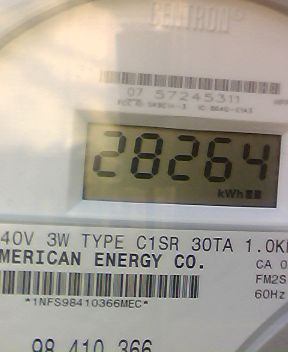 CENTRON
07 57245311
28264
kWh
40V 3W TYPE C1SR 30TA 1.0K
MERICAN ENERGY CO.
CA 0
FM2S
*1NFS98410366MEC*
60Hz
98 410 366